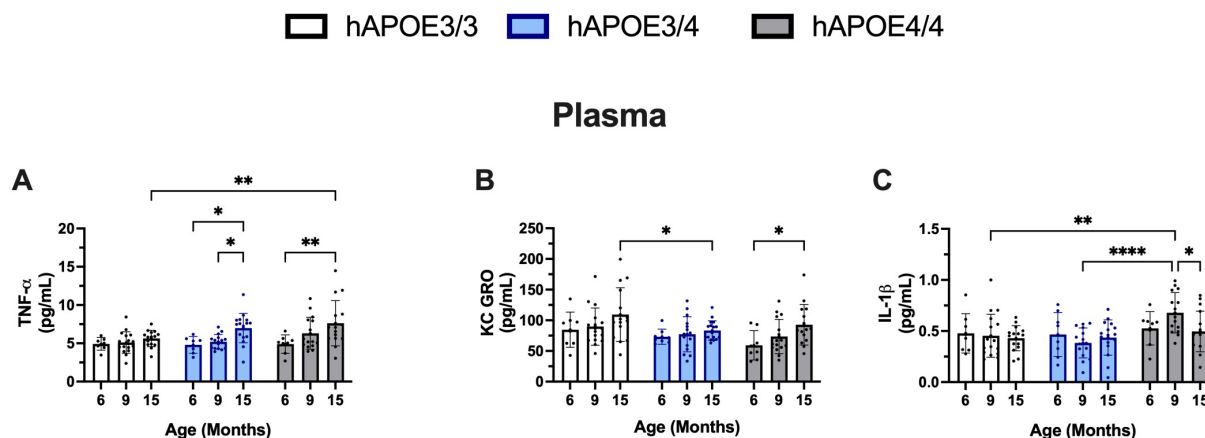 hAPOE3/3 hAPOE3/4 hAPOE4/4
Plasma
A
**
*
*
**
TNF-α
(pg/mL)
20
15
10
5
0
6 9 15 6 9 15 6 9 15
Age (Months)
B
*
*
KC GRO
(pg/mL)
250
200
150
100
50
0
6 9 15 6 9 15 6 9 15
Age (Months)
C
**
****
*
IL-1β
(pg/mL)
1.5
1.0
0.5
0.0
6 9 15 6 9 15 6 9 15
Age (Months)